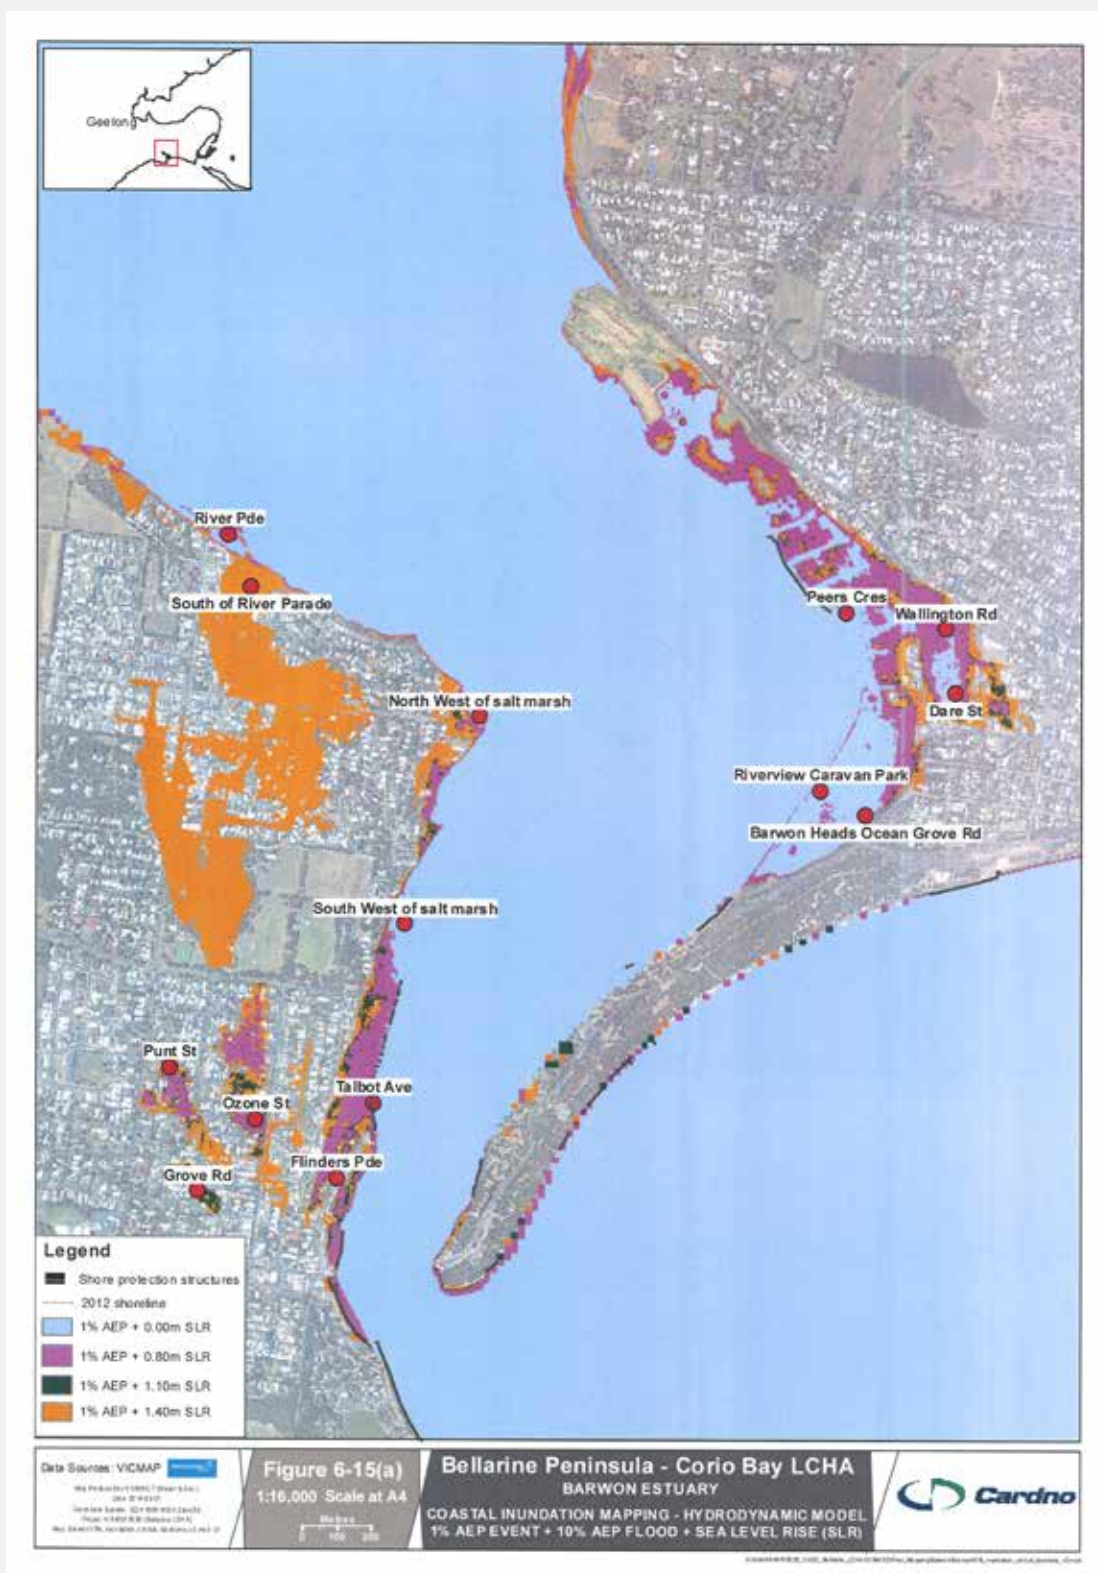 Geelong
River Pde
South of River Parade
North West of salt marsh
Peers Cres
Wallington Rd
Dare St
Riverview Caravan Park
Barwon Heads Ocean Grove Rd
South West of salt marsh
Punt St
Talbot Ave
Ozone St
Flinders Pde
Grove Rd
Legend
Shore protection structures
2012 shoreline
1% AEP + 0.00m SLR
1% AEP + 0.80m SLR
1% AEP + 1.10m SLR
1% AEP + 1.40m SLR
Data Sources: VICMAP
Figure 6-15(a)
1:16,000 Scale at A4
Metres
0 100 200
Bellarine Peninsula - Corio Bay LCHA
BARWON ESTUARY
COASTAL INUNDATION MAPPING - HYDRODYNAMIC MODEL
1% AEP EVENT + 10% AEP FLOOD + SEA LEVEL RISE (SLR)
Cardno